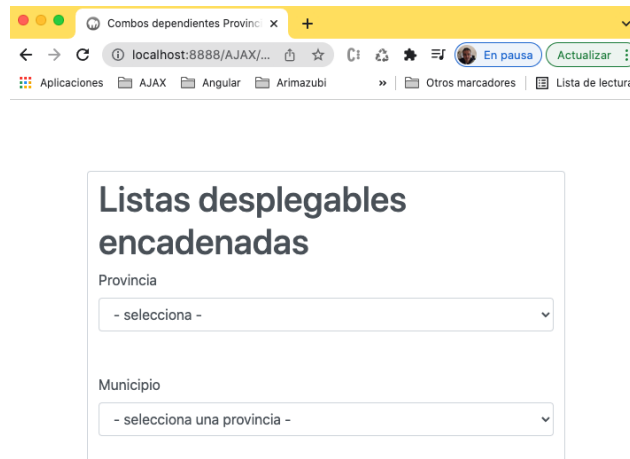 Combos dependientes Provinc
localhost:8888/AJAX/...
En pausa
Actualizar
Aplicaciones
AJAX
Angular
Arimazubi
»
Otros marcadores
Lista de lectura
Listas desplegables
encadenadas
Provincia
- selecciona -
Municipio
- selecciona una provincia -